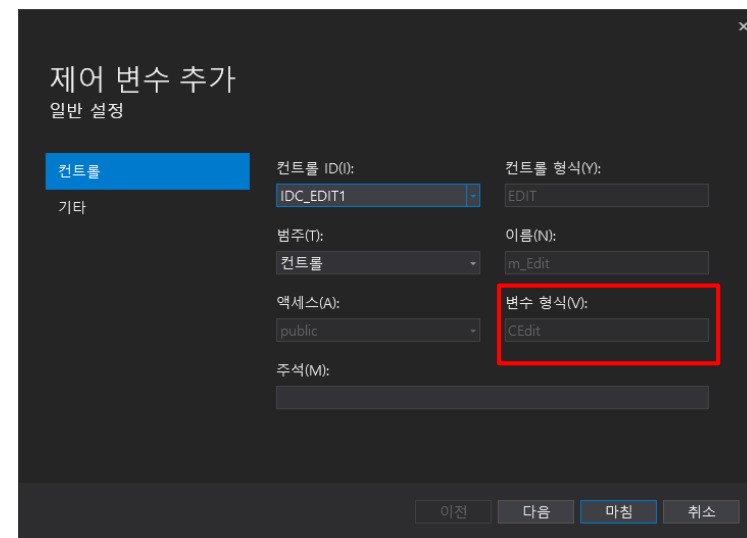 ×
제어 변수 추가
일반 설정
컨트롤
기타
컨트롤 ID(I):
IDC_EDIT1
컨트롤 형식(Y):
EDIT
범주(T):
컨트롤
이름(N):
m_Edit
액세스(A):
public
변수 형식(V):
CEdit
주석(M):
이전
다음
마침
취소